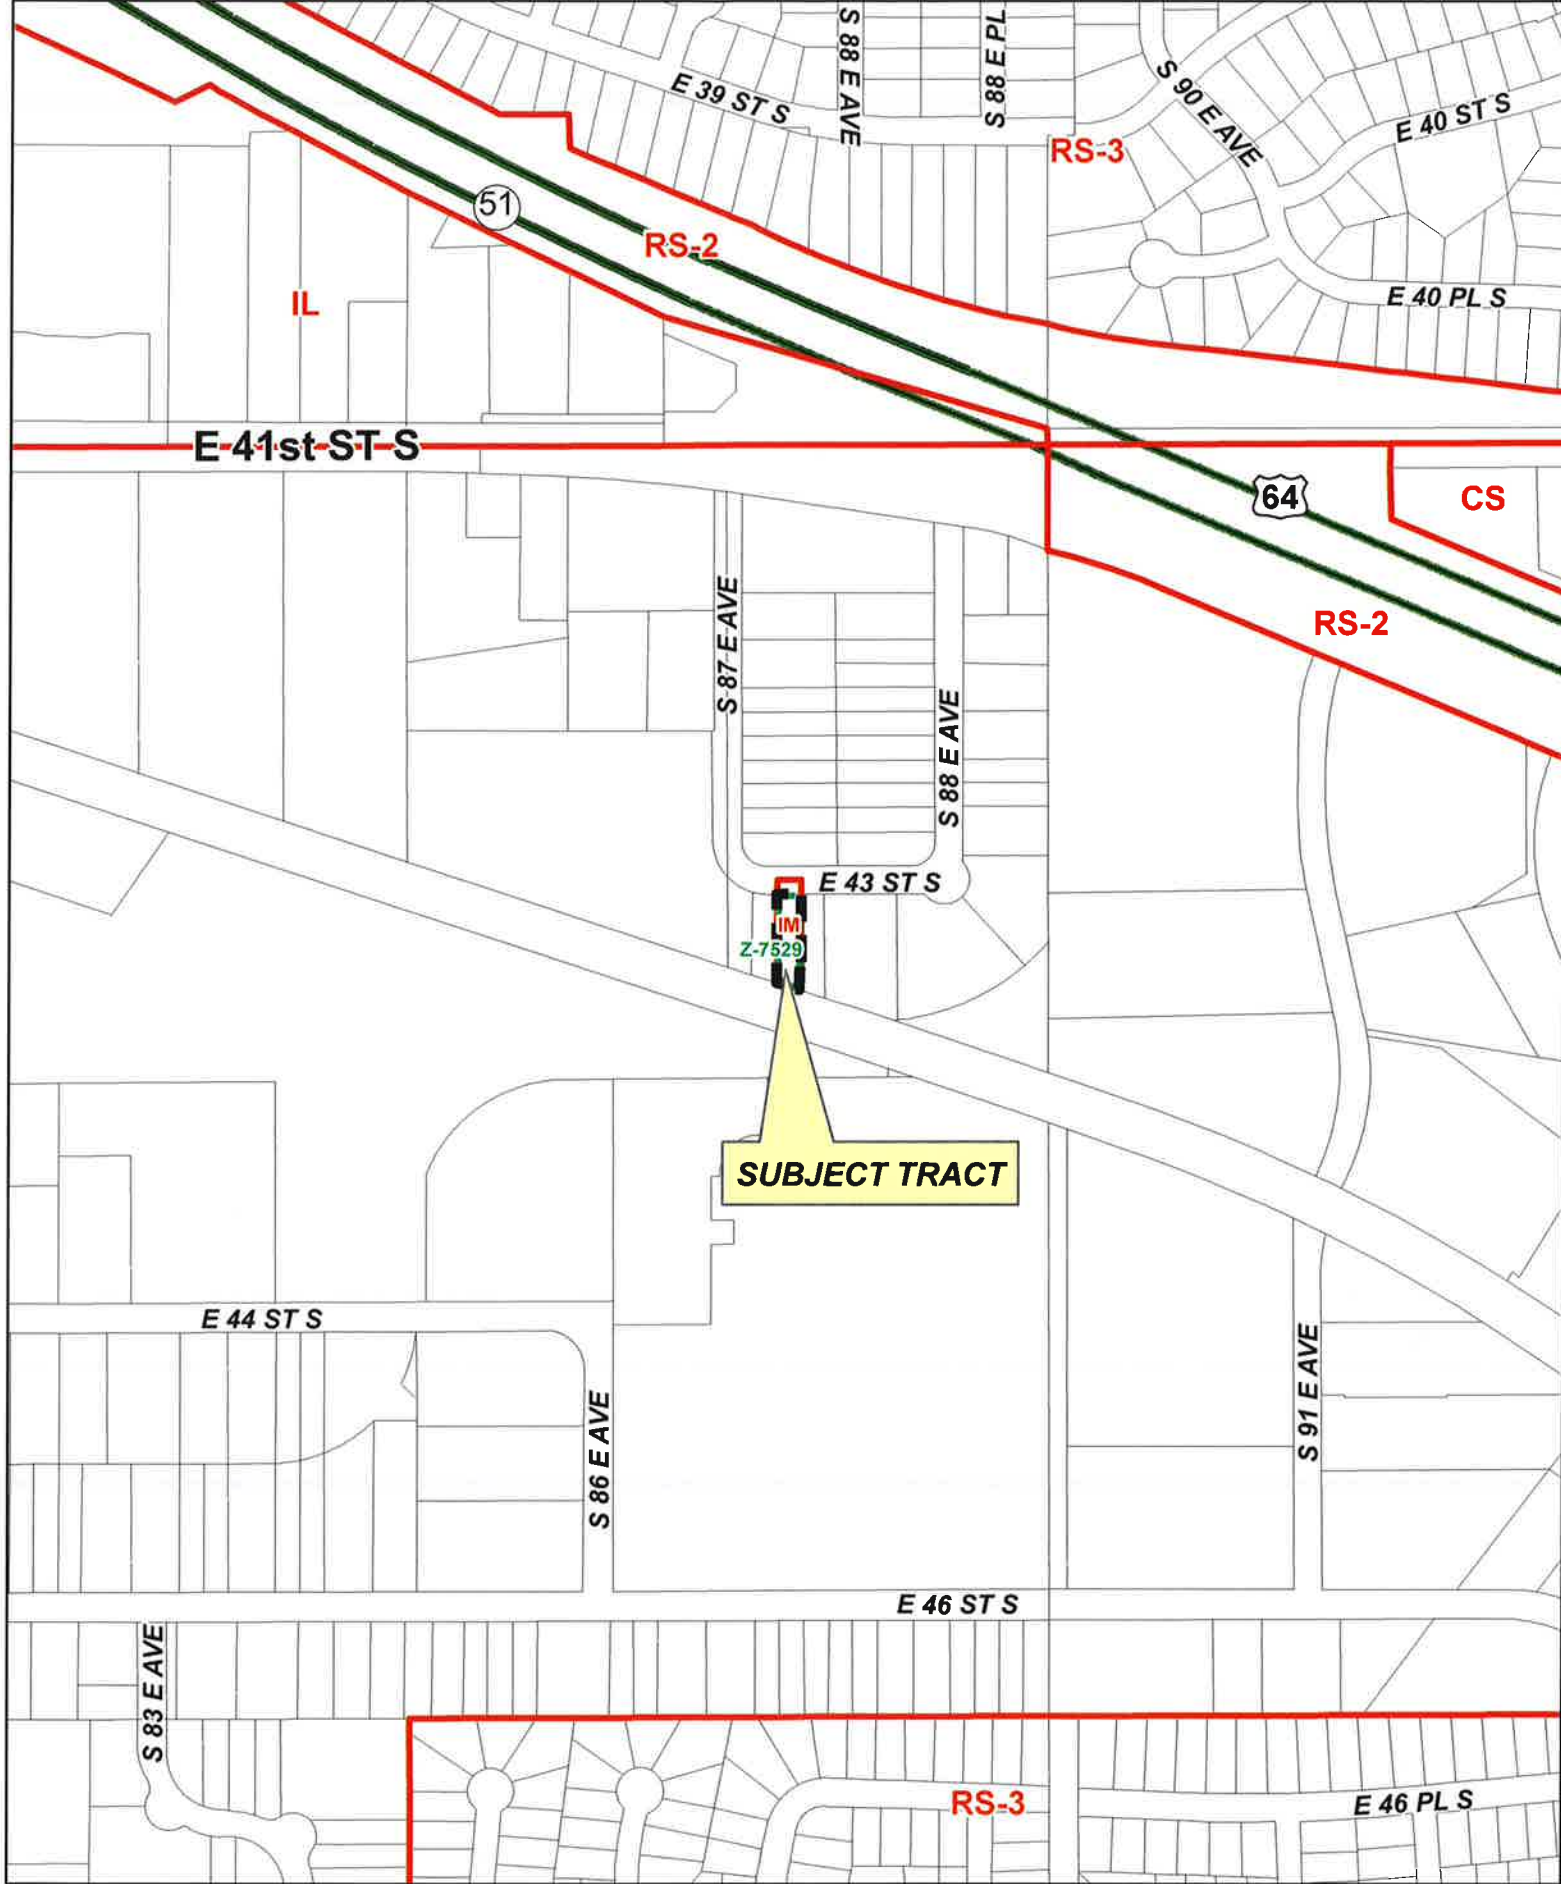 S 88 E AVE
S 88 E PL
E 39 ST S
S 90 E AVE
E 40 ST S
RS-3
51
RS-2
IL
E 40 PL S
E 41st ST S
64
CS
S 87 E AVE
RS-2
S 88 E AVE
E 43 ST S
IM
Z-7529
SUBJECT TRACT
E 44 ST S
S 91 E AVE
S 86 E AVE
E 46 ST S
S 83 E AVE
RS-3
E 46 PL S